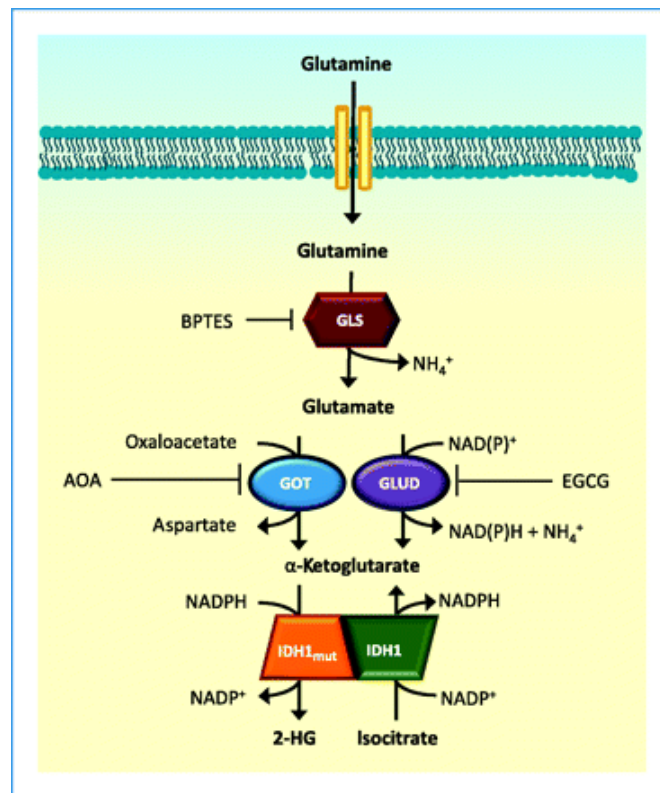 Glutamine
Glutamine
BPTES
GLS
NH₄⁺
Glutamate
Oxaloacetate
NAD(P)⁺
AOA
GOT
GLUD
EGCG
Aspartate
NAD(P)H + NH₄⁺
α-Ketoglutarate
NADPH
NADPH
IDH1mut
IDH1
NADP⁺
NADP⁺
2-HG
Isocitrate